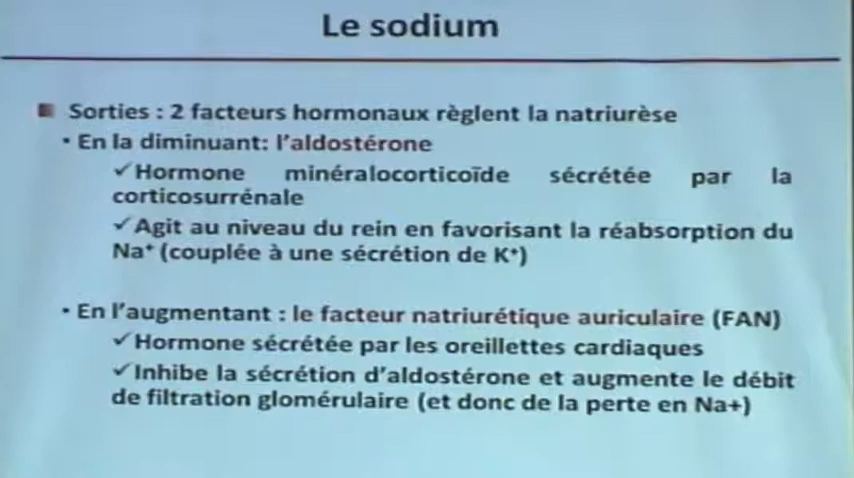 Le sodium
Sorties : 2 facteurs hormonaux règlent la natriurèse
• En la diminuant: l'aldostérone
✓Hormone minéralocorticoïde sécrétée par la
corticosurrénale
✓Agit au niveau du rein en favorisant la réabsorption du
Na⁺ (couplée à une sécrétion de K⁺)
• En l'augmentant : le facteur natriurétique auriculaire (FAN)
✓Hormone sécrétée par les oreillettes cardiaques
✓Inhibe la sécrétion d'aldostérone et augmente le débit
de filtration glomérulaire (et donc de la perte en Na+)